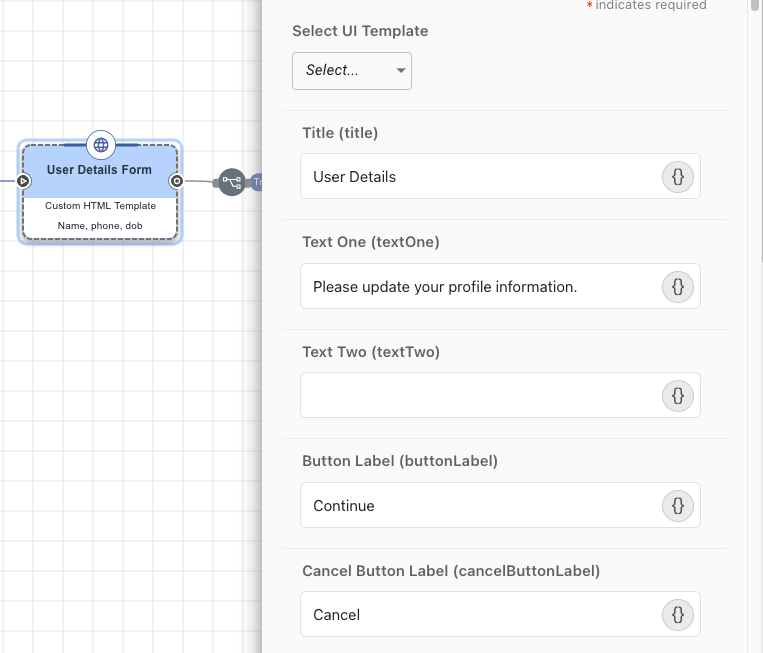 * indicates required
Select UI Template
Select...
Title (title)
User Details
{}
Text One (textOne)
Please update your profile information.
{}
Text Two (textTwo)
{}
Button Label (buttonLabel)
Continue
{}
Cancel Button Label (cancelButtonLabel)
Cancel
{}
User Details Form
Custom HTML Template
Name, phone, dob